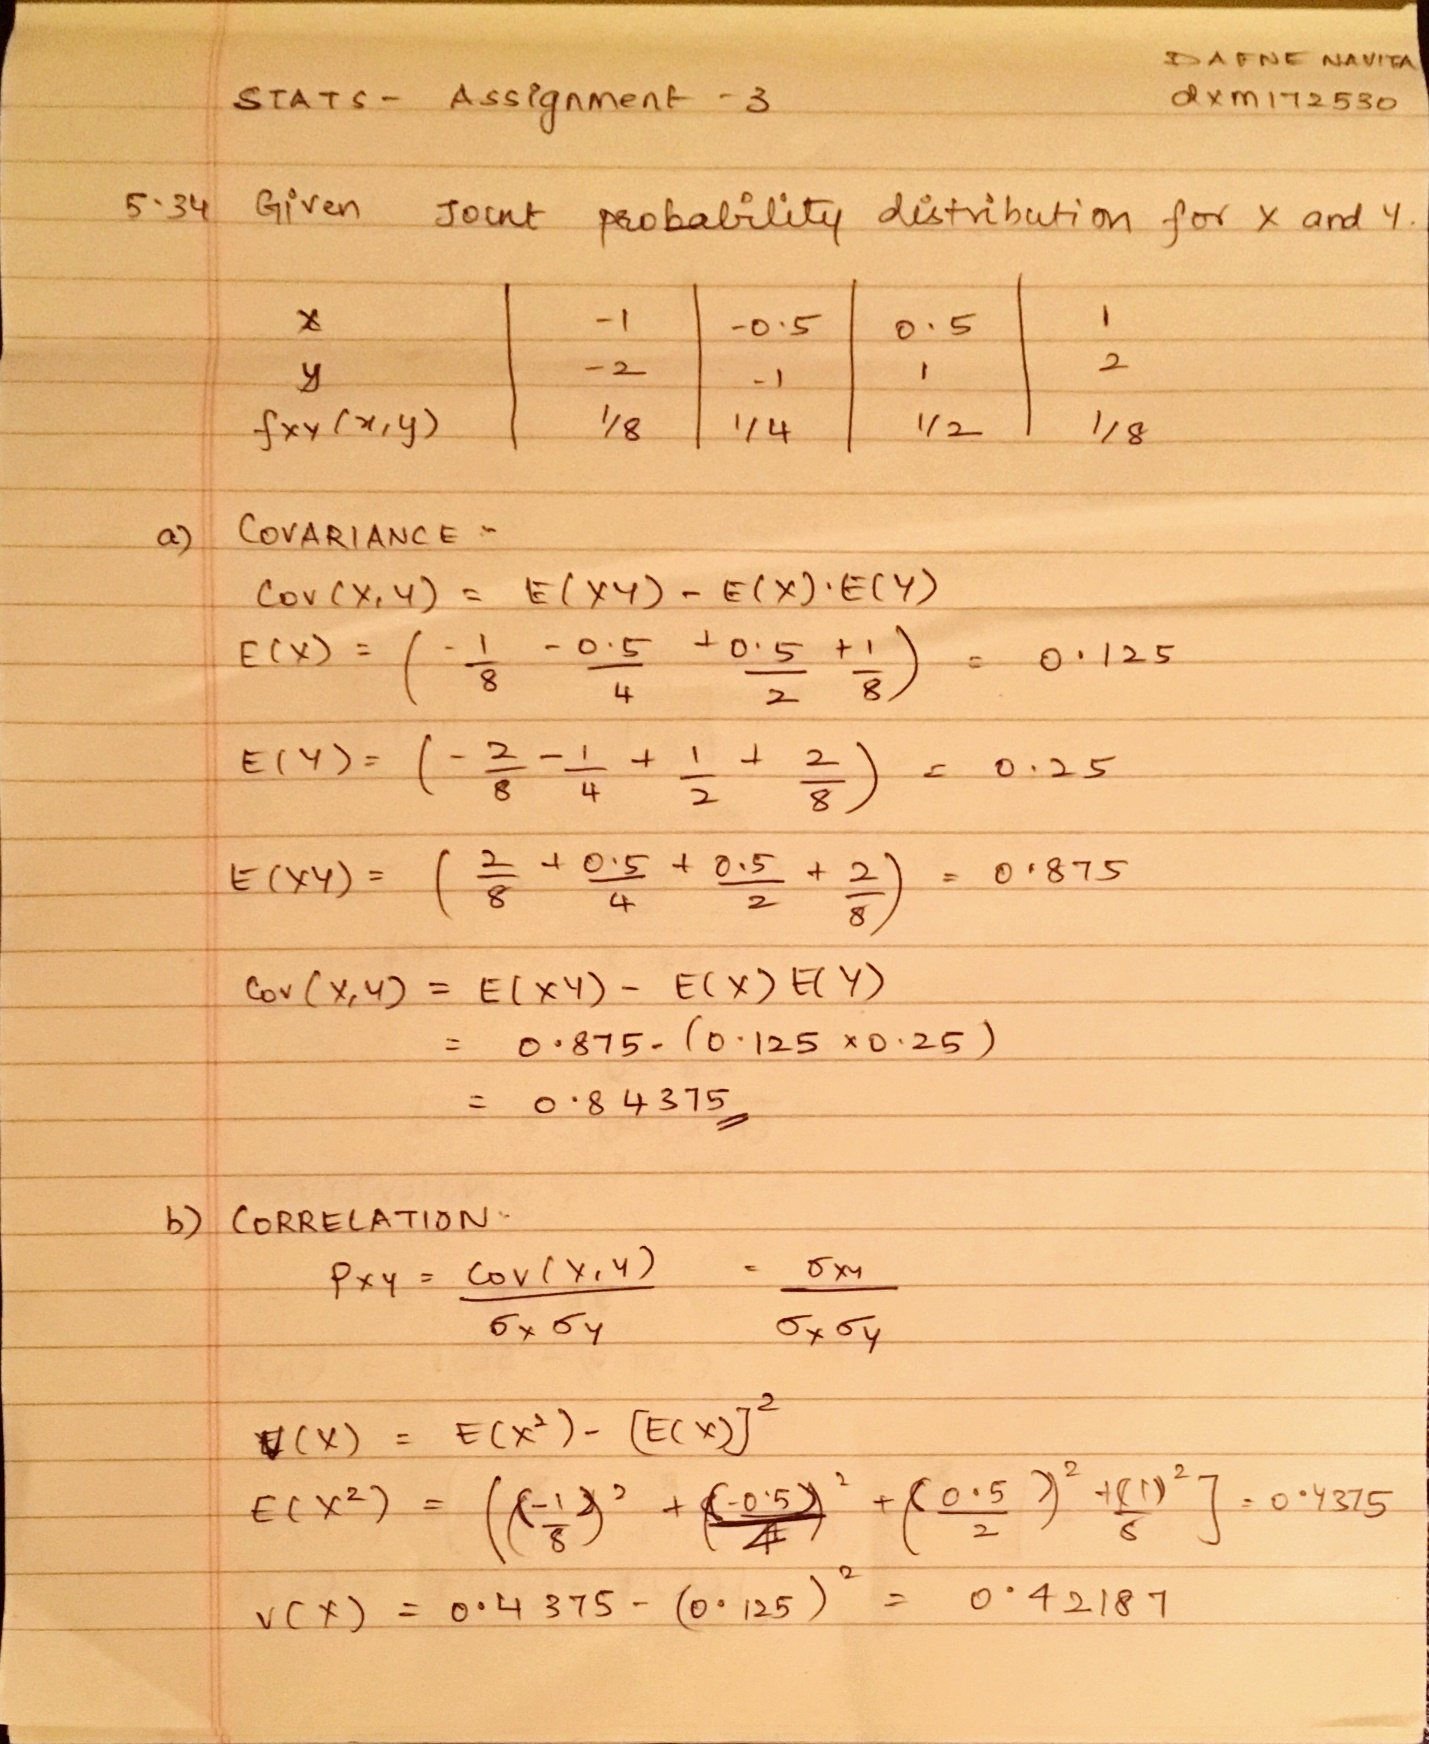 DAFNE NAVITA
dxm172530
STATS - Assignment - 3
5.34 Given Joint probability distribution for X and Y.
x | -1 | -0.5 | 0.5 | 1
y | -2 | -1 | 1 | 2
fxy (x,y) | 1/8 | 1/4 | 1/2 | 1/8
a) COVARIANCE -
Cov (X,Y) = E(XY) - E(X).E(Y)
E(X) = ( -1/8 - 0.5/4 + 0.5/2 + 1/8 ) = 0.125
E(Y) = ( - 2/8 - 1/4 + 1/2 + 2/8 ) = 0.25
E(XY) = ( 2/8 + 0.5/4 + 0.5/2 + 2/8 ) = 0.875
Cov (X,Y) = E(XY) - E(X) E(Y)
= 0.875 - (0.125 x 0.25)
= 0.84375
b) CORRELATION -
ρxy = Cov (X,Y) / σx σy = σxy / σx σy
V(X) = E(X²) - [E(X)]²
E(X²) = ( (-1)²/8 + (-0.5)²/4 + (0.5)²/2 + (1)²/8 ] = 0.4375
V(X) = 0.4375 - (0.125)² = 0.42187